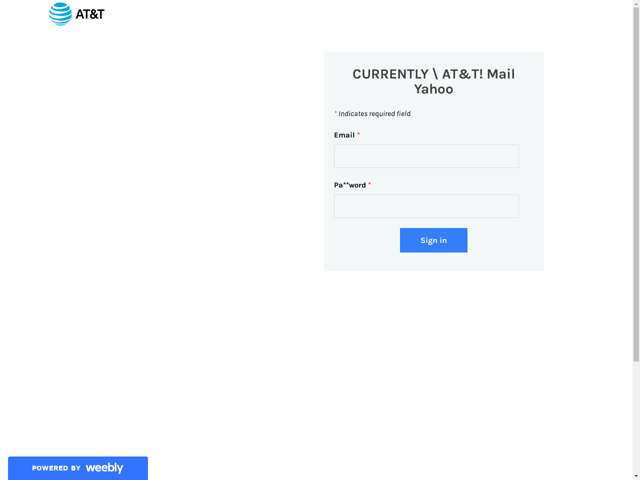 AT&T
CURRENTLY \ AT&T! Mail
Yahoo
* Indicates required field
Email *
Pa**word *
Sign in
POWERED BY weebly